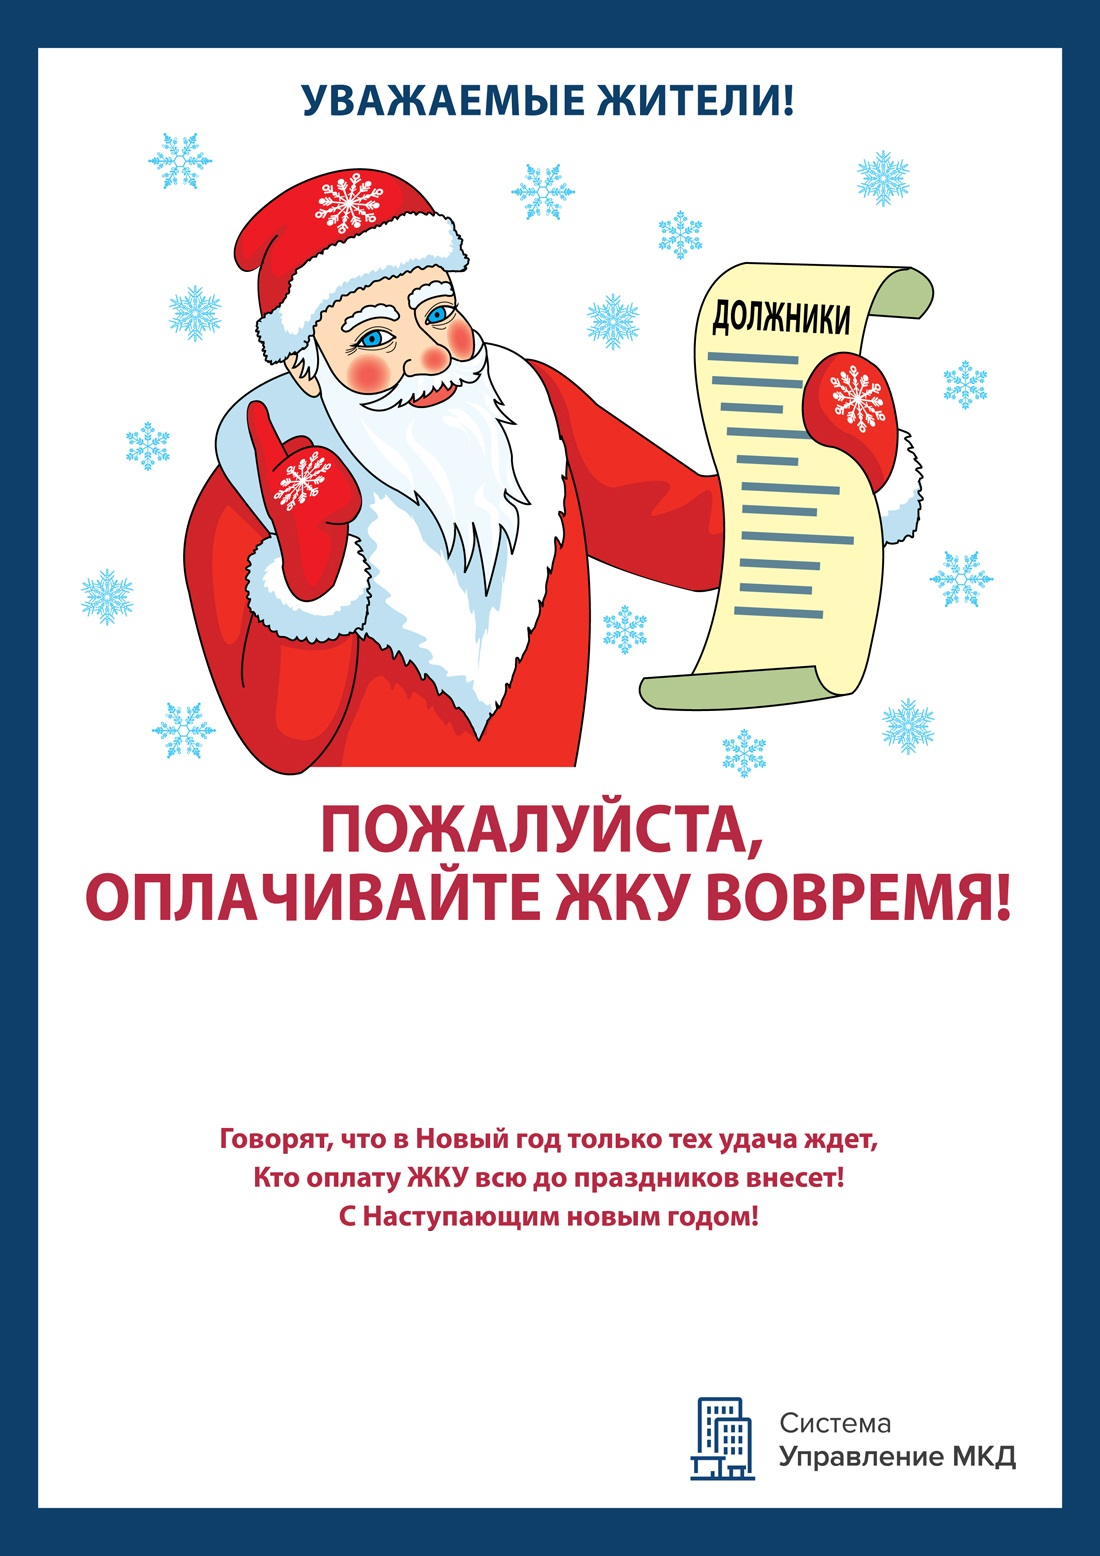 УВАЖАЕМЫЕ ЖИТЕЛИ!
ДОЛЖНИКИ
ПОЖАЛУЙСТА,
ОПЛАЧИВАЙТЕ ЖКУ ВОВРЕМЯ!
Говорят, что в Новый год только тех удача ждет,
Кто оплату ЖКУ всю до праздников внесет!
С Наступающим новым годом!
Система
Управление МКД